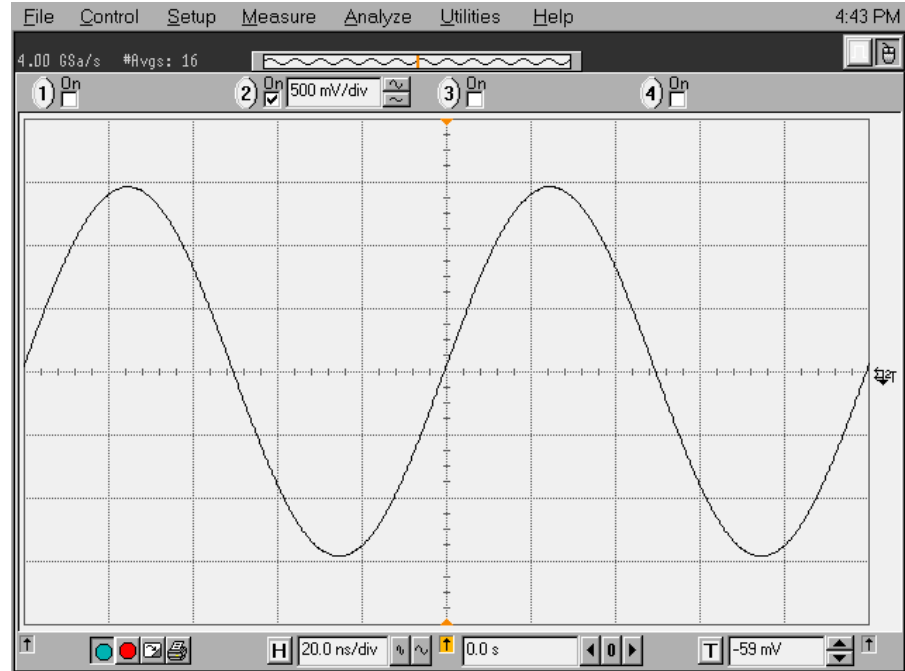 File Control Setup Measure Analyze Utilities Help 4:43 PM
4.00 GSa/s #Avgs: 16
1) On 2) On 500 mV/div 3) On 4) On
H 20.0 ns/div 0.0 s 0 T -59 mV